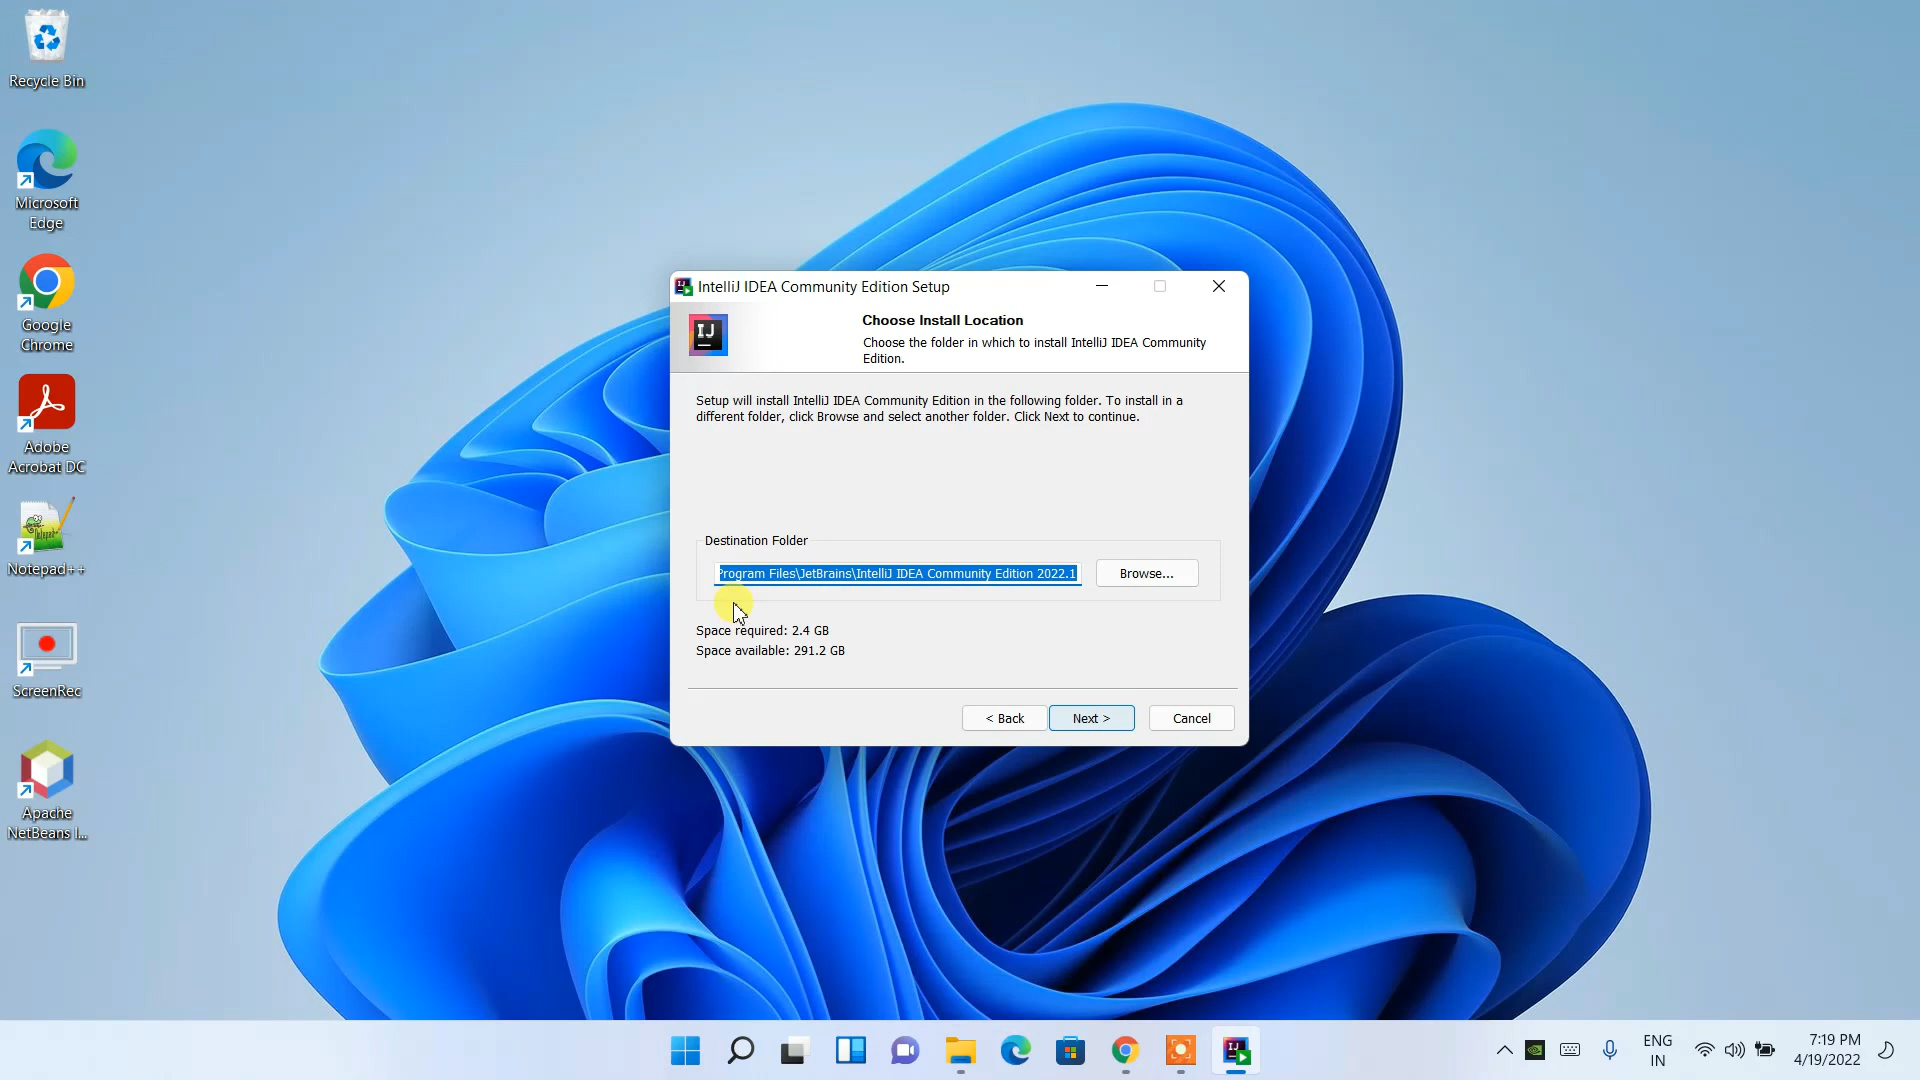 Recycle Bin
Microsoft
Edge
Google
Chrome
Adobe
Acrobat DC
Notepad++
ScreenRec
Apache
NetBeans I...
IntelliJ IDEA Community Edition Setup
IJ
Choose Install Location
Choose the folder in which to install IntelliJ IDEA Community
Edition.
Setup will install IntelliJ IDEA Community Edition in the following folder. To install in a
different folder, click Browse and select another folder. Click Next to continue.
Destination Folder
Program Files\JetBrains\IntelliJ IDEA Community Edition 2022.1
Browse...
Space required: 2.4 GB
Space available: 291.2 GB
< Back
Next >
Cancel
ENG
IN
7:19 PM
4/19/2022